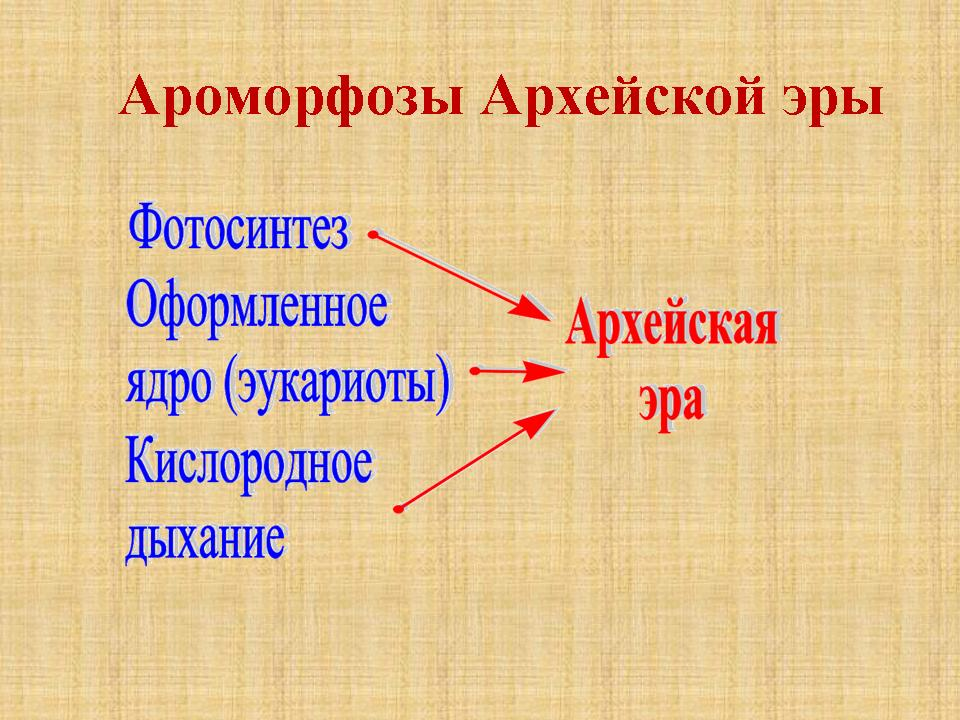 Ароморфозы Архейской эры
Фотосинтез
Оформленное
ядро (эукариоты)
Кислородное
дыхание
Архейская
эра